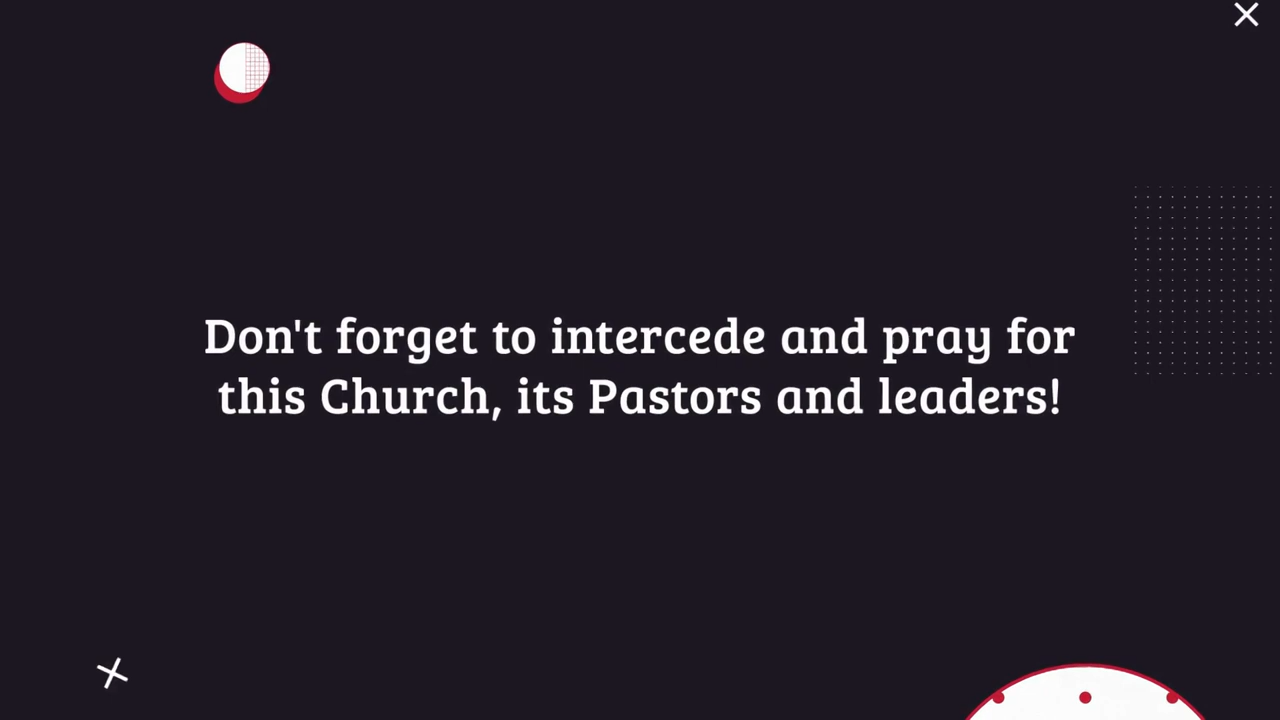 Don't forget to intercede and pray for
this Church, its Pastors and leaders!